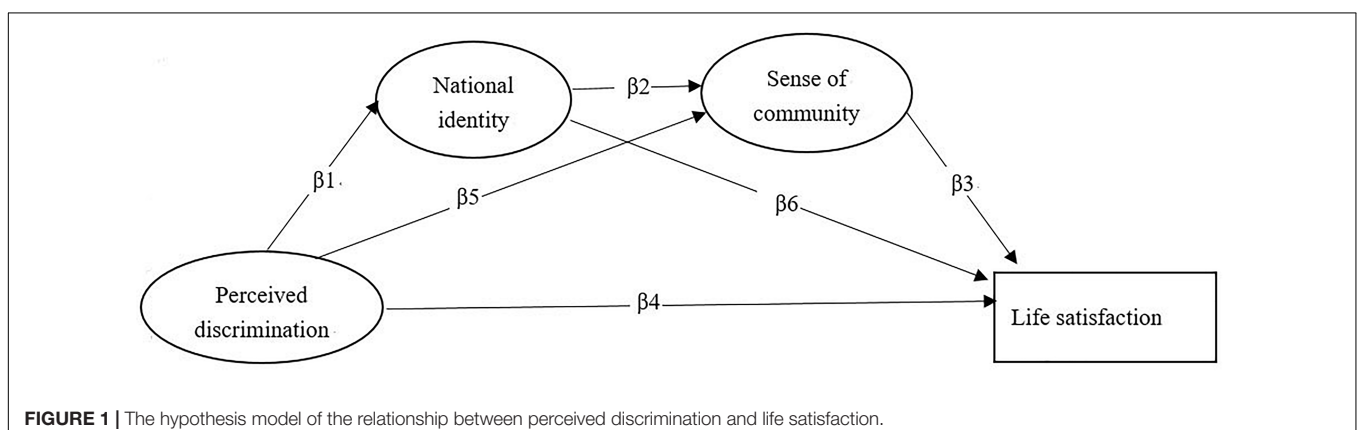 National
identity
β2
Sense of
community
β1
β5
β6
β3
Perceived
discrimination
β4
Life satisfaction
FIGURE 1 | The hypothesis model of the relationship between perceived discrimination and life satisfaction.